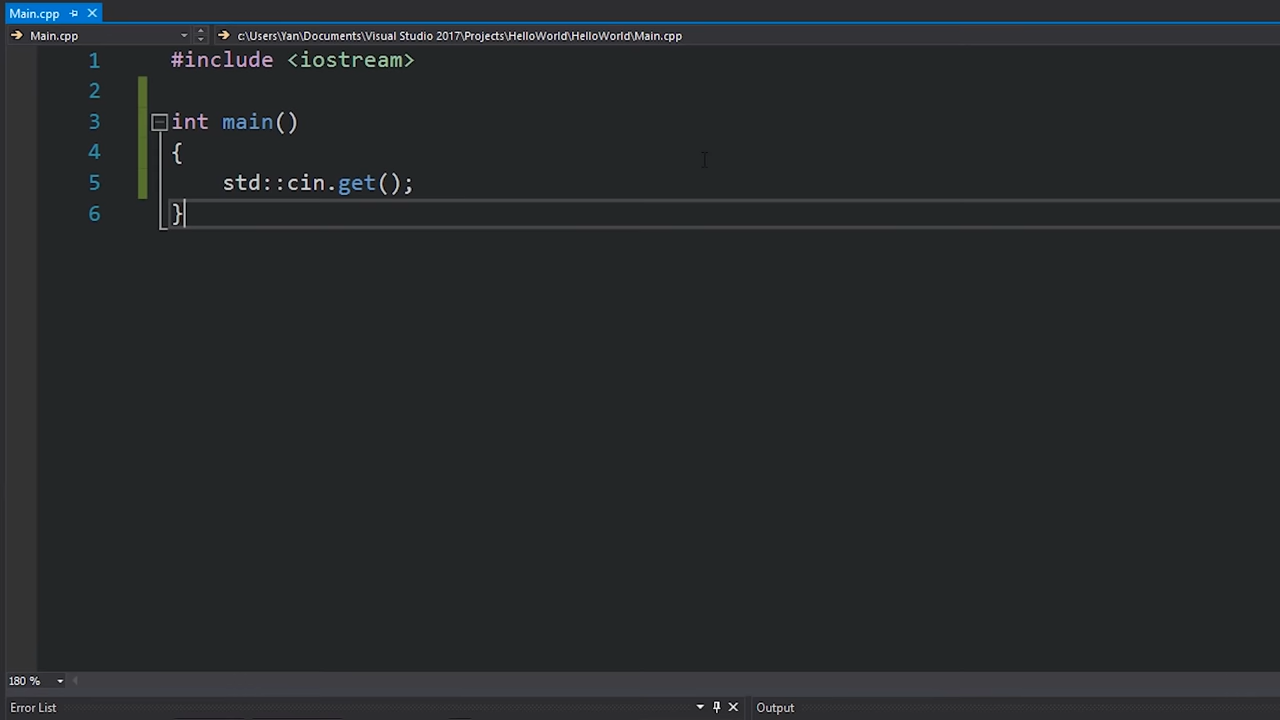 Main.cpp
Main.cpp c:\Users\Yan\Documents\Visual Studio 2017\Projects\HelloWorld\HelloWorld\Main.cpp
1 #include <iostream>
2
3 int main()
4 {
5 std::cin.get();
6 }
180 %
Error List Output